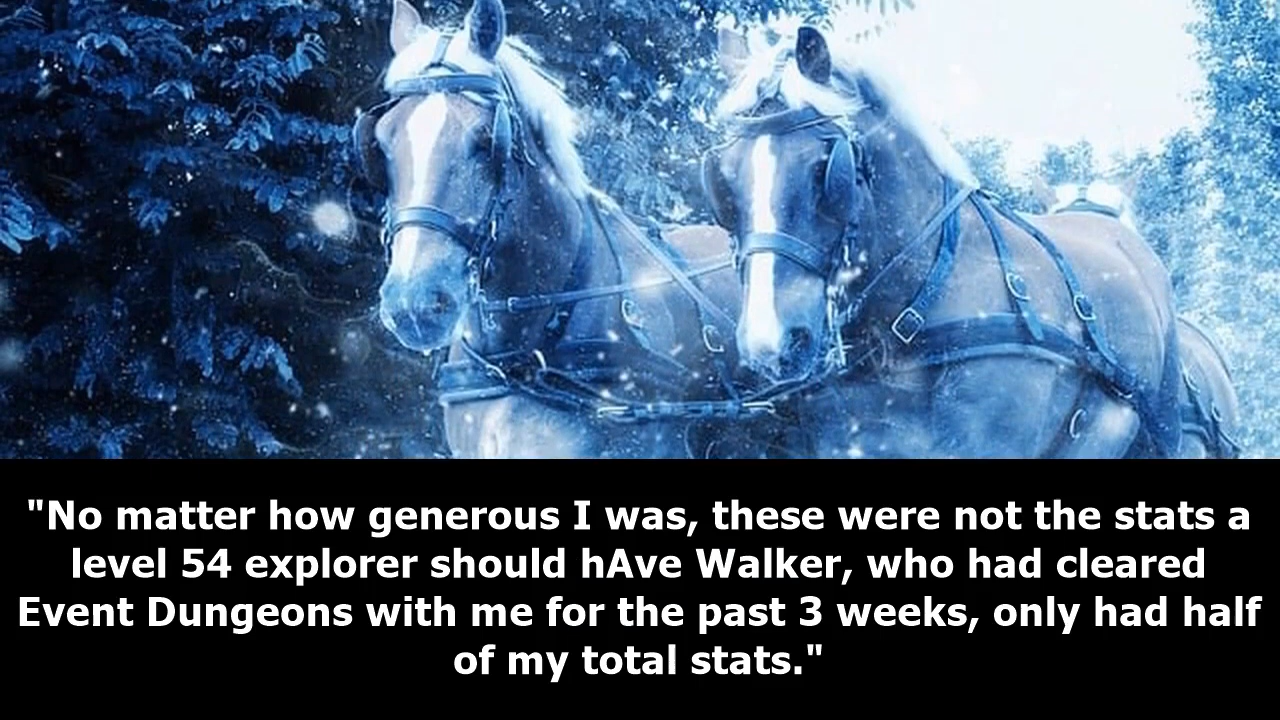 "No matter how generous I was, these were not the stats a
level 54 explorer should hAve Walker, who had cleared
Event Dungeons with me for the past 3 weeks, only had half
of my total stats."